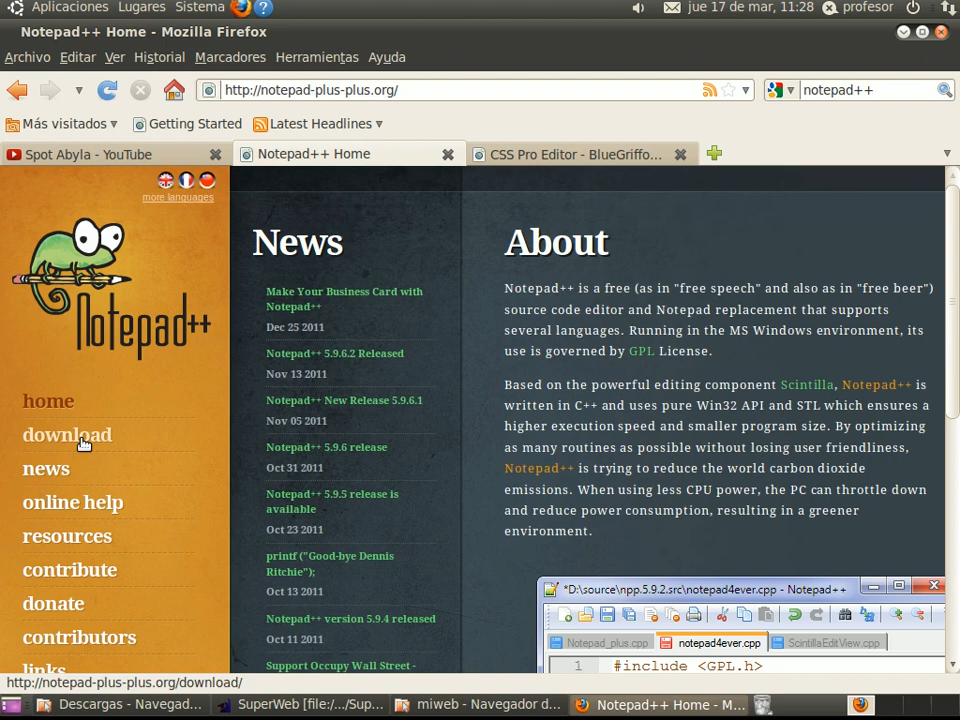 Aplicaciones Lugares Sistema
jue 17 de mar, 11:28 profesor
Notepad++ Home - Mozilla Firefox
Archivo Editar Ver Historial Marcadores Herramientas Ayuda
http://notepad-plus-plus.org/
notepad++
Más visitados
Getting Started
Latest Headlines
Spot Abyla - YouTube
Notepad++ Home
CSS Pro Editor - BlueGriffo...
more languages
Notepad++
home
download
news
online help
resources
contribute
donate
contributors
links
News
Make Your Business Card with
Notepad++
Dec 25 2011
Notepad++ 5.9.6.2 Released
Nov 13 2011
Notepad++ New Release 5.9.6.1
Nov 05 2011
Notepad++ 5.9.6 release
Oct 31 2011
Notepad++ 5.9.5 release is
available
Oct 23 2011
printf ("Good-bye Dennis
Ritchie");
Oct 13 2011
Notepad++ version 5.9.4 released
Oct 11 2011
Support Occupy Wall Street -
About
Notepad++ is a free (as in "free speech" and also as in "free beer")
source code editor and Notepad replacement that supports
several languages. Running in the MS Windows environment, its
use is governed by GPL License.
Based on the powerful editing component Scintilla, Notepad++ is
written in C++ and uses pure Win32 API and STL which ensures a
higher execution speed and smaller program size. By optimizing
as many routines as possible without losing user friendliness,
Notepad++ is trying to reduce the world carbon dioxide
emissions. When using less CPU power, the PC can throttle down
and reduce power consumption, resulting in a greener
environment.
*D:\source\npp.5.9.2.src\notepad4ever.cpp - Notepad++
Notepad_plus.cpp
notepad4ever.cpp
ScintillaEditView.cpp
1 #include <GPL.h>
http://notepad-plus-plus.org/download/
Descargas - Navegad...
SuperWeb [file:/.../Sup...
miweb - Navegador d...
Notepad++ Home - M...